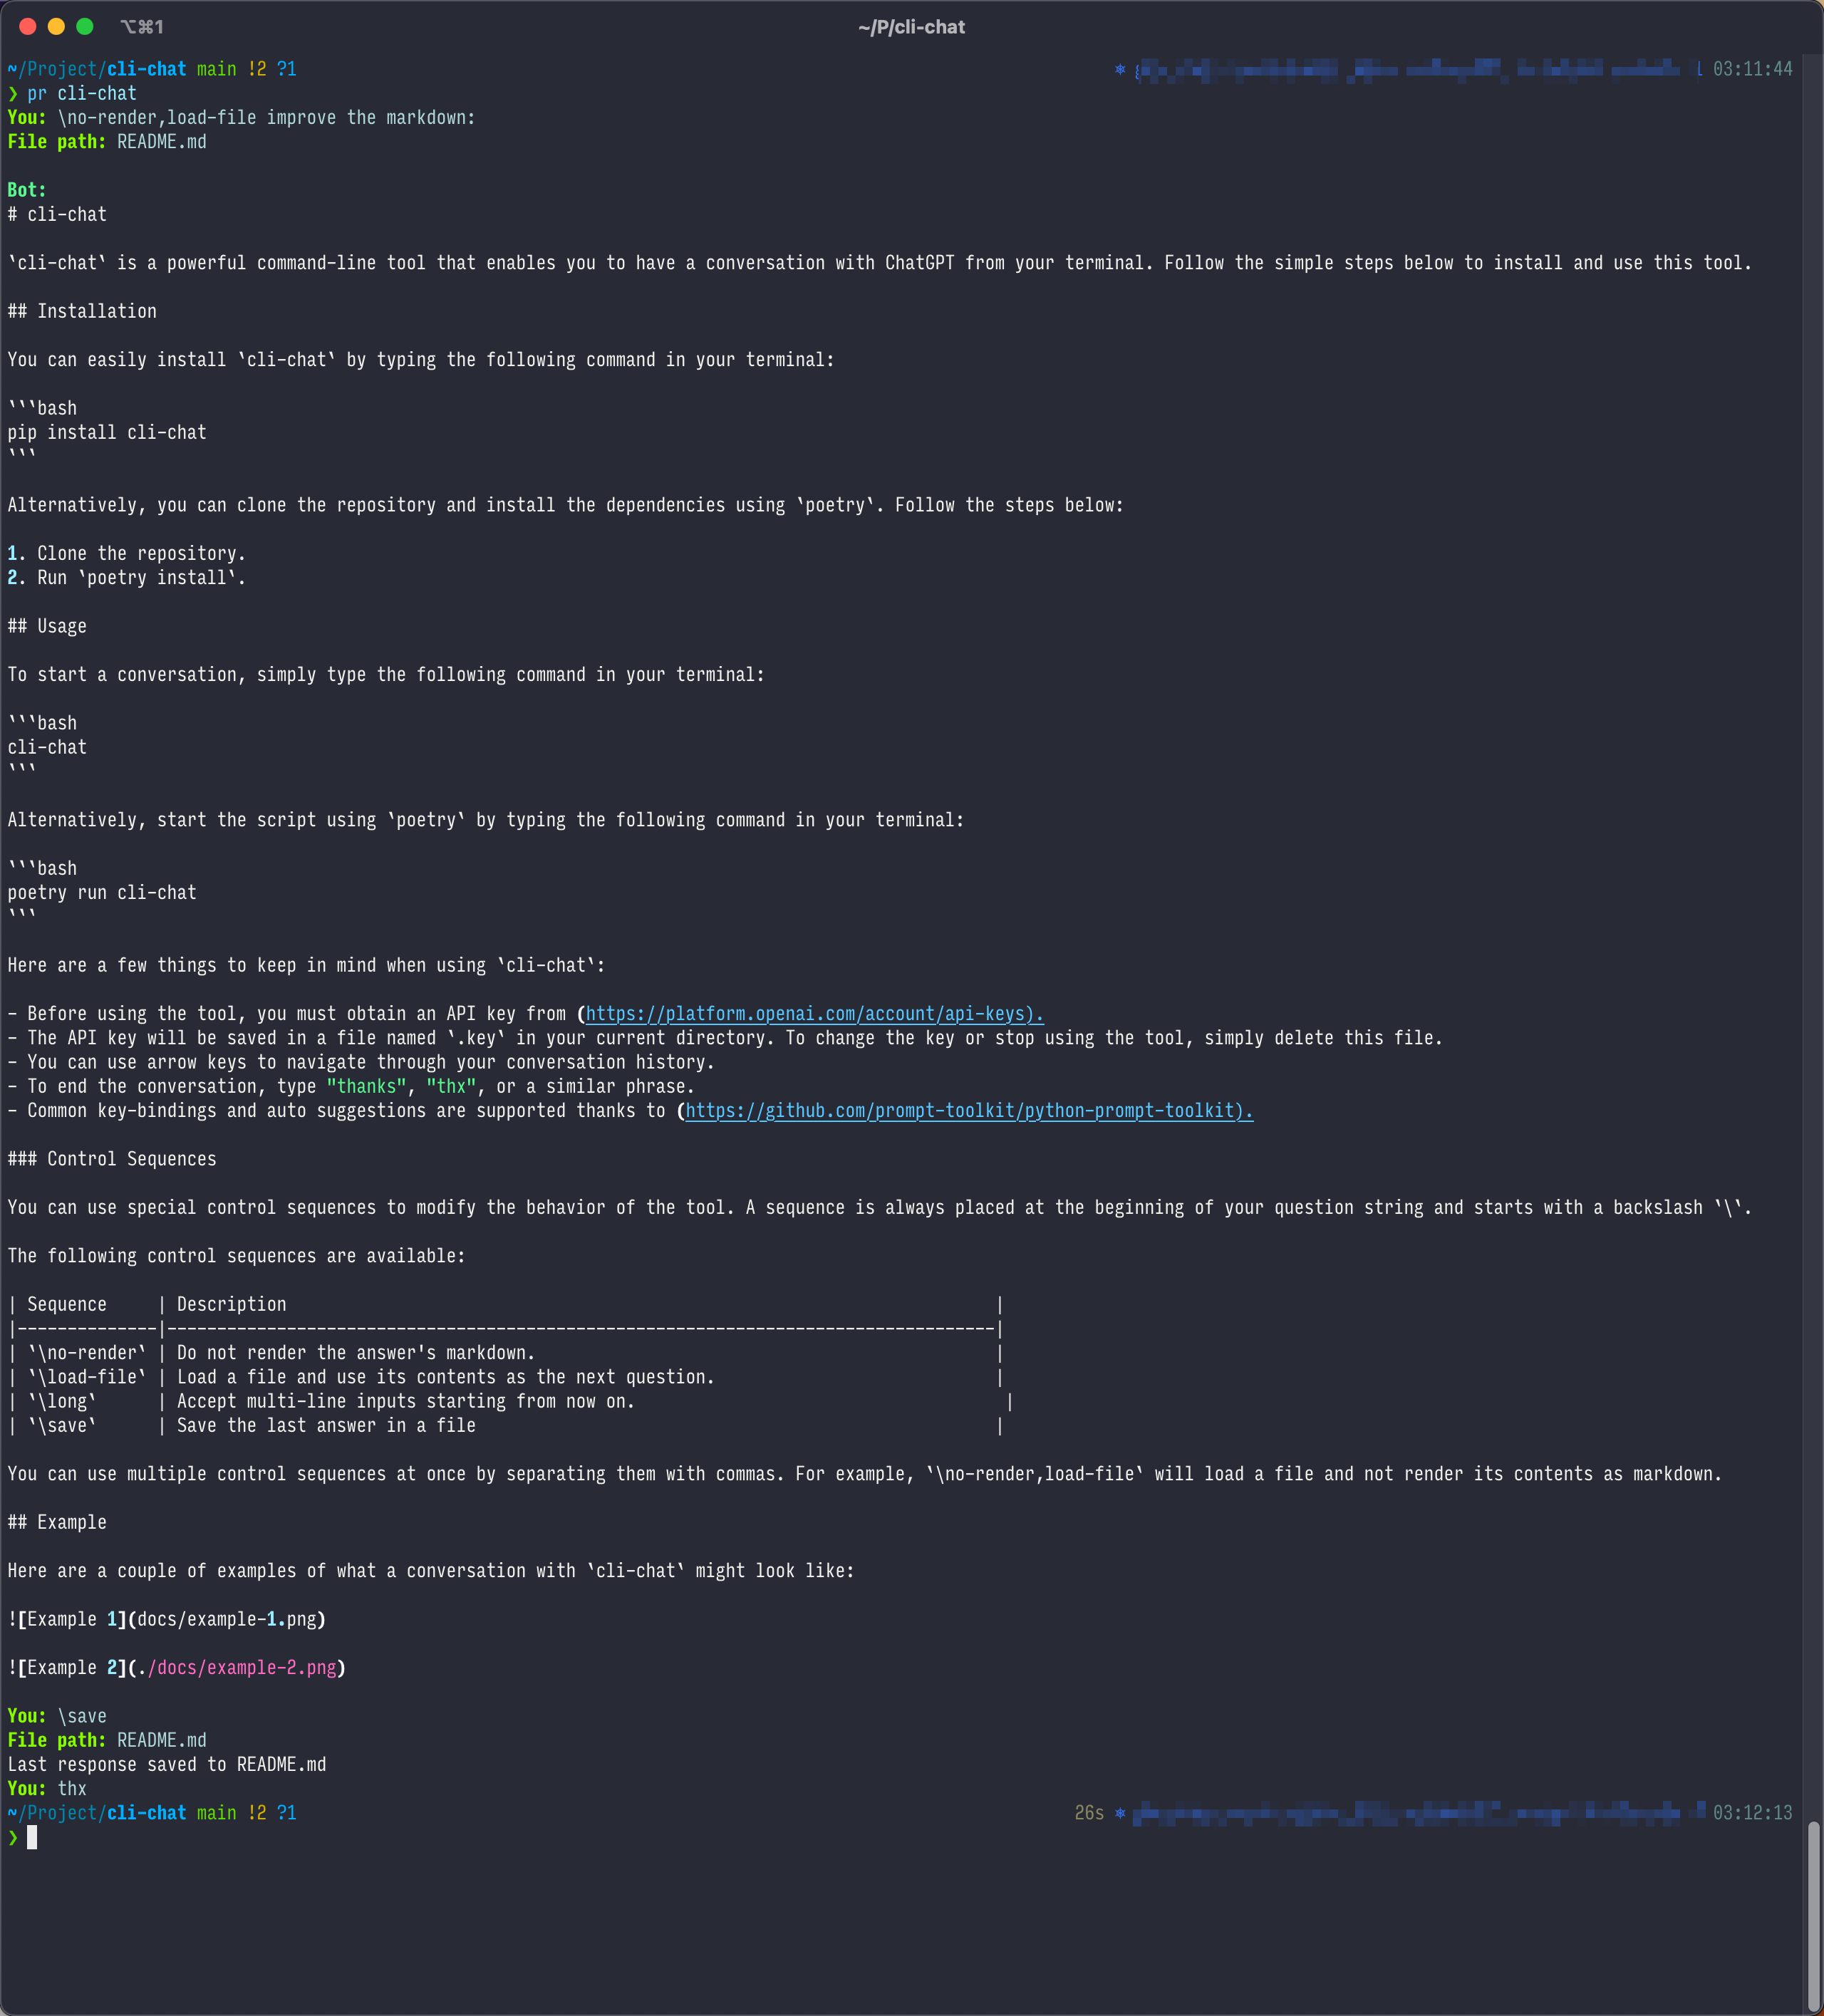 ⌥⌘1
~/P/cli-chat
~/Project/cli-chat main !2 ?1 03:11:44
❯ pr cli-chat
You: \no-render,load-file improve the markdown:
File path: README.md
Bot:
# cli-chat
`cli-chat` is a powerful command-line tool that enables you to have a conversation with ChatGPT from your terminal. Follow the simple steps below to install and use this tool.
## Installation
You can easily install `cli-chat` by typing the following command in your terminal:
```bash
pip install cli-chat
```
Alternatively, you can clone the repository and install the dependencies using `poetry`. Follow the steps below:
1. Clone the repository.
2. Run `poetry install`.
## Usage
To start a conversation, simply type the following command in your terminal:
```bash
cli-chat
```
Alternatively, start the script using `poetry` by typing the following command in your terminal:
```bash
poetry run cli-chat
```
Here are a few things to keep in mind when using `cli-chat`:
- Before using the tool, you must obtain an API key from (https://platform.openai.com/account/api-keys).
- The API key will be saved in a file named `.key` in your current directory. To change the key or stop using the tool, simply delete this file.
- You can use arrow keys to navigate through your conversation history.
- To end the conversation, type "thanks", "thx", or a similar phrase.
- Common key-bindings and auto suggestions are supported thanks to (https://github.com/prompt-toolkit/python-prompt-toolkit).
### Control Sequences
You can use special control sequences to modify the behavior of the tool. A sequence is always placed at the beginning of your question string and starts with a backslash `\`.
The following control sequences are available:
| Sequence     | Description                                                                       |
|--------------|-----------------------------------------------------------------------------------|
| `\no-render` | Do not render the answer's markdown.                                              |
| `\load-file` | Load a file and use its contents as the next question.                            |
| `\long`      | Accept multi-line inputs starting from now on.                                     |
| `\save`      | Save the last answer in a file                                                    |
You can use multiple control sequences at once by separating them with commas. For example, `\no-render,load-file` will load a file and not render its contents as markdown.
## Example
Here are a couple of examples of what a conversation with `cli-chat` might look like:
![Example 1](docs/example-1.png)
![Example 2](./docs/example-2.png)
You: \save
File path: README.md
Last response saved to README.md
You: thx
~/Project/cli-chat main !2 ?1 26s 03:12:13
❯